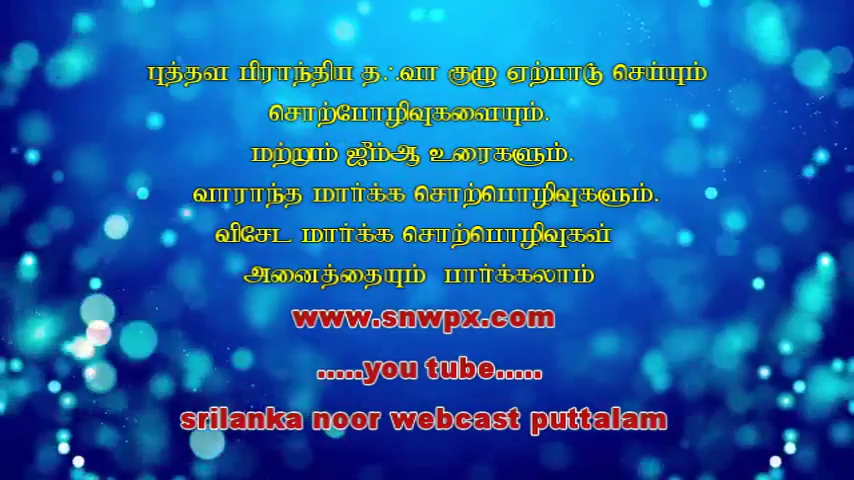 புத்தள பிராந்திய தஃவா குழு ஏற்பாடு செய்யும்
சொற்போழிவுகளையும்.
மற்றும் ஜீம்ஆ உரைகளும்.
வாராந்த மார்க்க சொற்பொழிவுகளும்.
விசேட மார்க்க சொற்பொழிவுகள்
அனைத்தையும் பார்க்கலாம்
www.snwpx.com
.....you tube.....
srilanka noor webcast puttalam